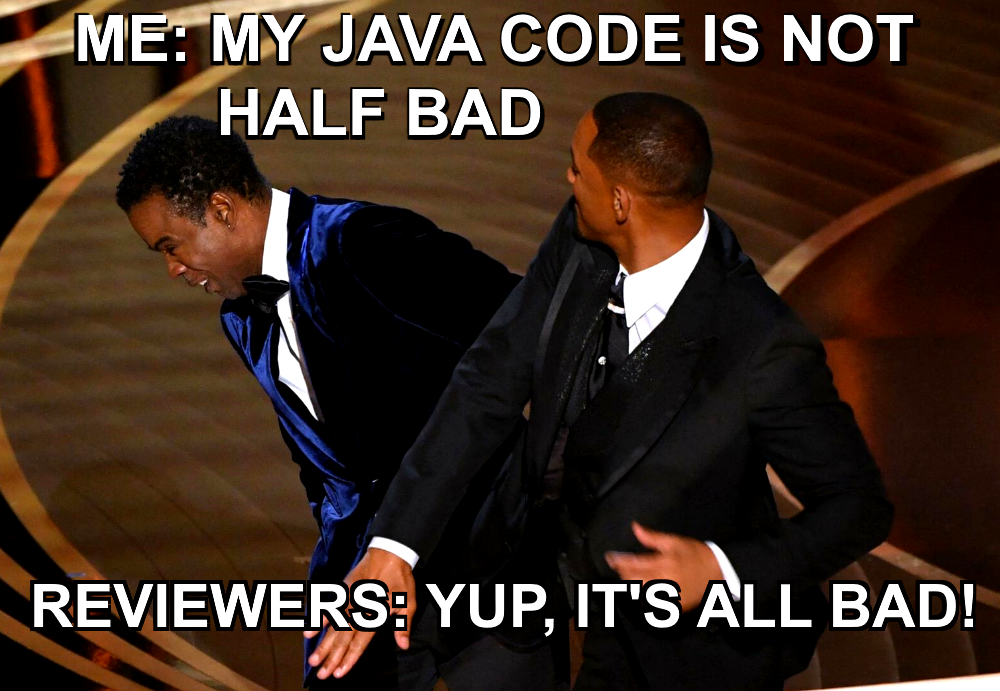 ME: MY JAVA CODE IS NOT
HALF BAD
REVIEWERS: YUP, IT'S ALL BAD!